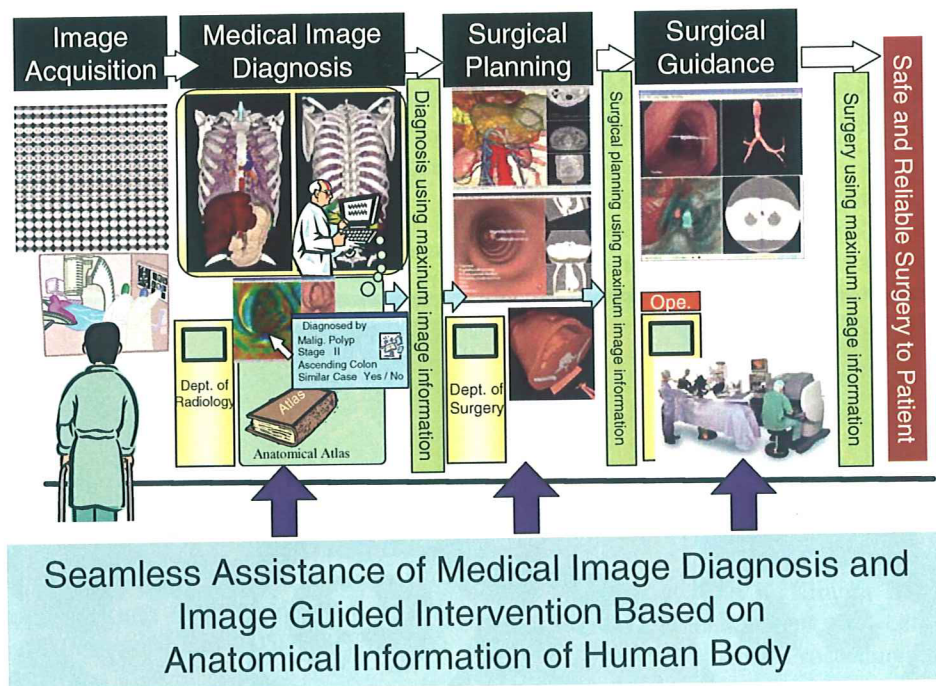 Image
Acquisition
Medical Image
Diagnosis
Surgical
Planning
Surgical
Guidance
Safe and Reliable Surgery to Patient
Diagnosis using maxinum image information
Surgical planning using maxinum image information
Surgery using maxinum image information
Diagnosed by
Malig. Polyp
Stage II
Ascending Colon
Similar Case Yes / No
Dept. of
Radiology
Atlas
Anatomical Atlas
Dept. of
Surgery
Ope.
Seamless Assistance of Medical Image Diagnosis and
Image Guided Intervention Based on
Anatomical Information of Human Body